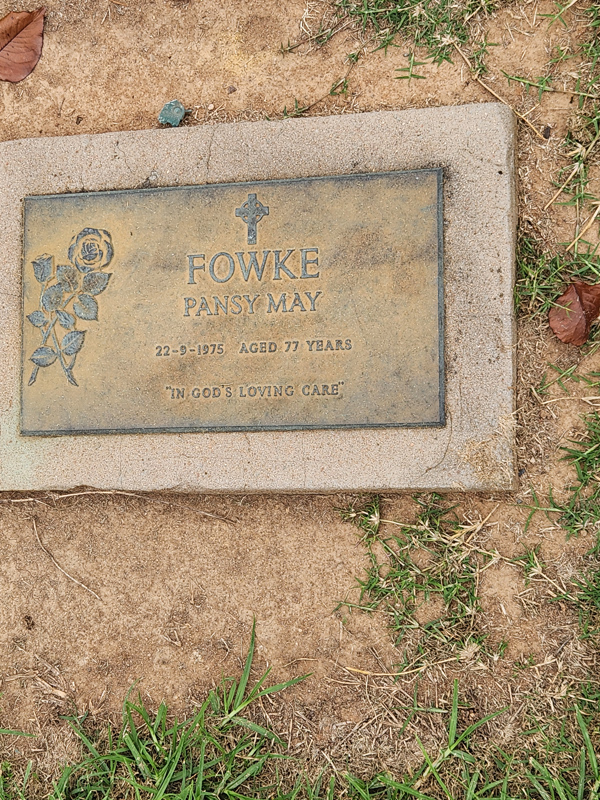 FOWKE
PANSY MAY
22-9-1975 AGED 77 YEARS
"IN GOD'S LOVING CARE"